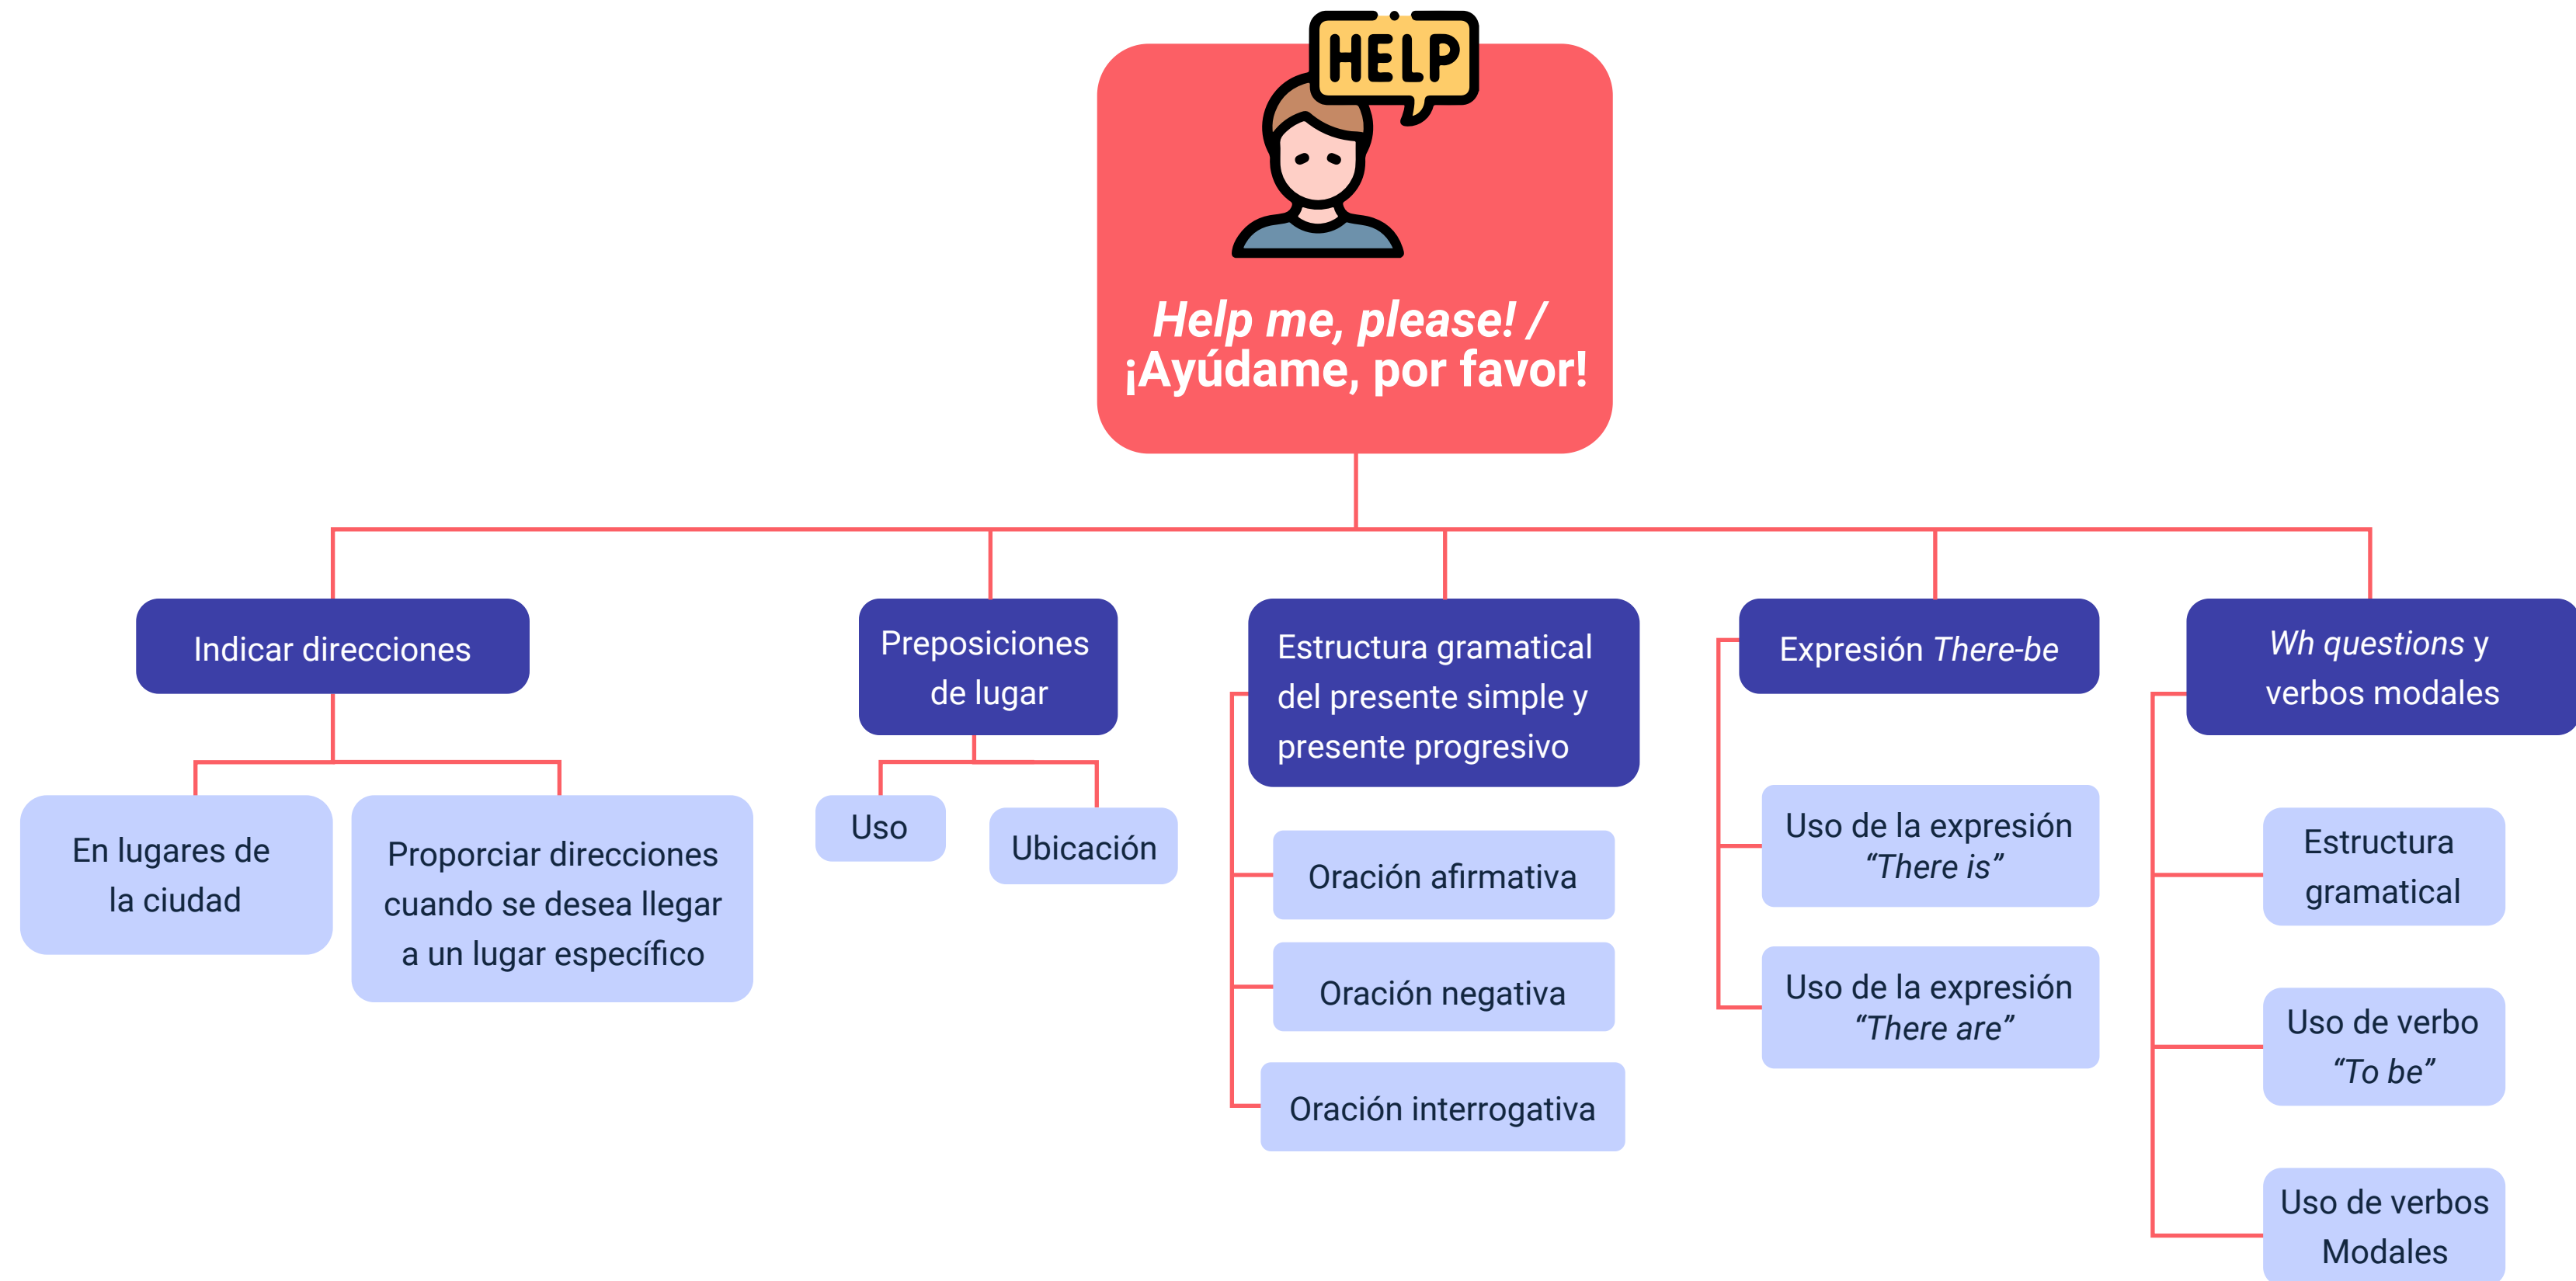 HELP
Help me, please! /
¡Ayúdame, por favor!
Indicar direcciones
En lugares de
la ciudad
Proporciar direcciones
cuando se desea llegar
a un lugar específico
Preposiciones
de lugar
Uso
Ubicación
Estructura gramatical
del presente simple y
presente progresivo
Oración afirmativa
Oración negativa
Oración interrogativa
Expresión There-be
Uso de la expresión
“There is”
Uso de la expresión
“There are”
Wh questions y
verbos modales
Estructura
gramatical
Uso de verbo
“To be”
Uso de verbos
Modales